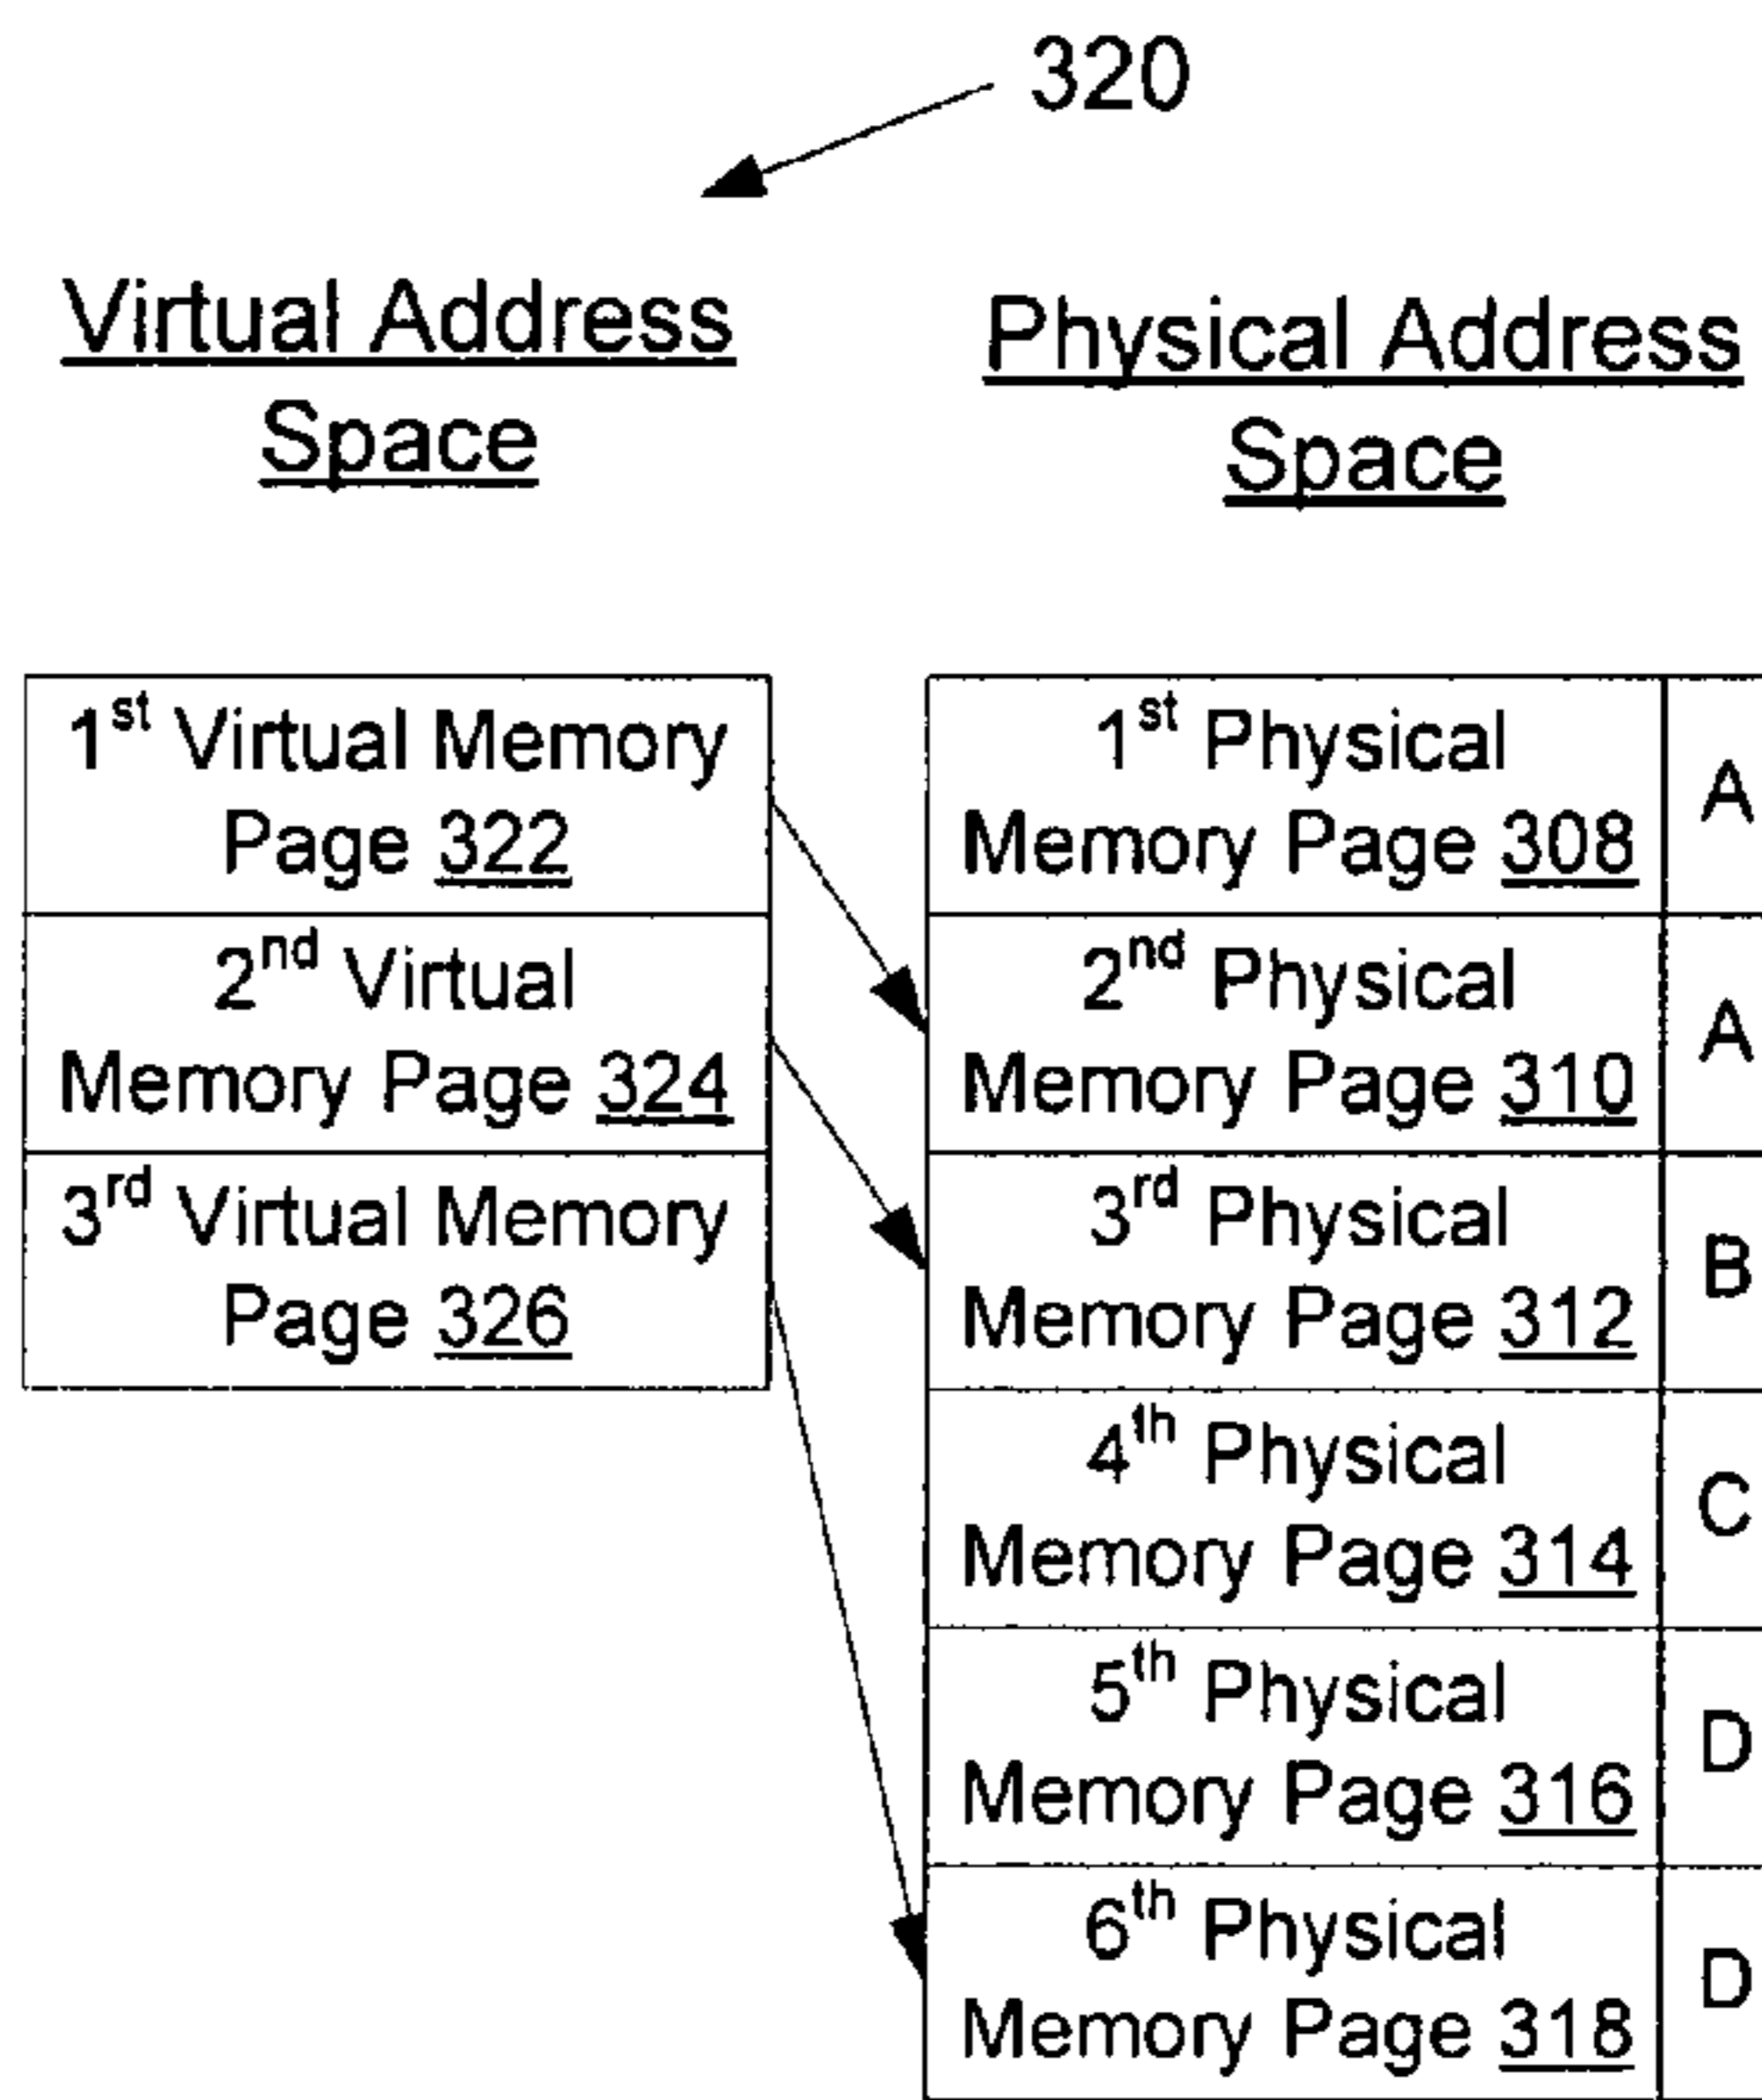 320
Virtual Address
Space
Physical Address
Space
1st Virtual Memory
Page 322
2nd Virtual
Memory Page 324
3rd Virtual Memory
Page 326
1st Physical
Memory Page 308
A
2nd Physical
Memory Page 310
A
3rd Physical
Memory Page 312
B
4th Physical
Memory Page 314
C
5th Physical
Memory Page 316
D
6th Physical
Memory Page 318
D